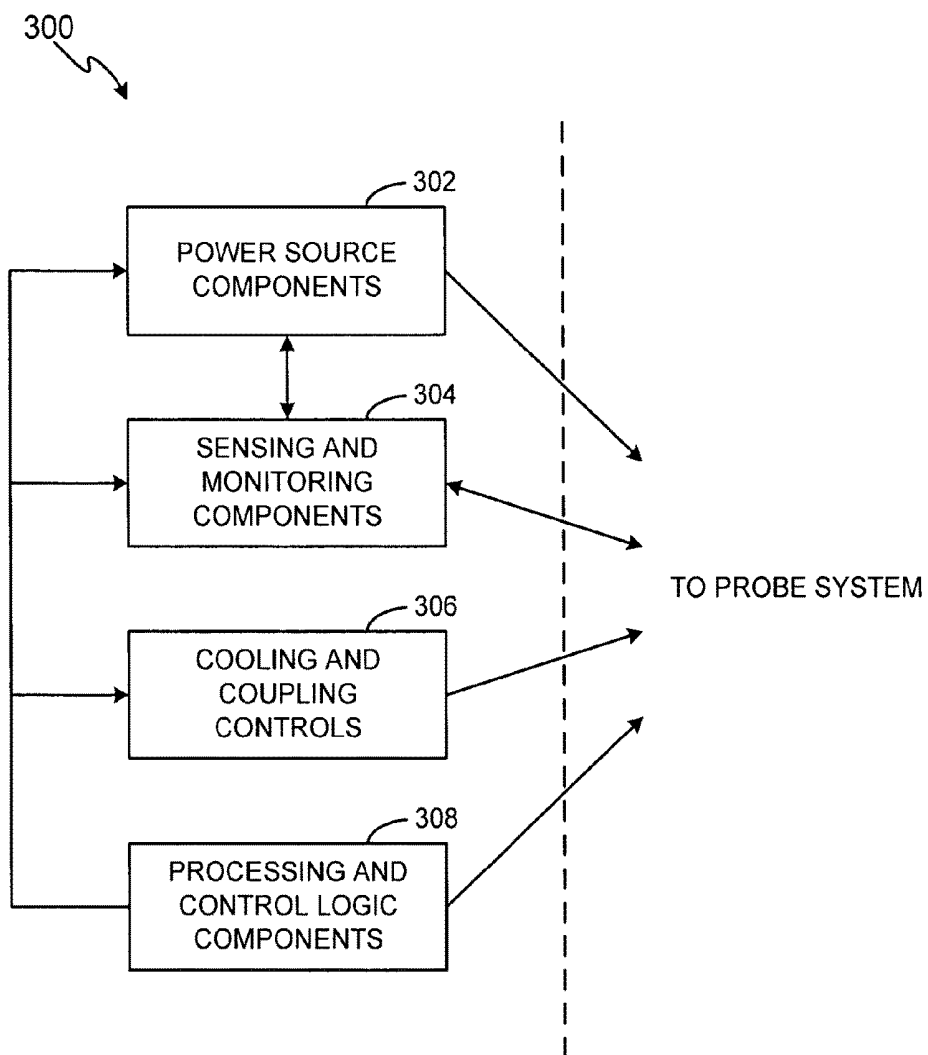 300
302
POWER SOURCE
COMPONENTS
304
SENSING AND
MONITORING
COMPONENTS
TO PROBE SYSTEM
306
COOLING AND
COUPLING
CONTROLS
308
PROCESSING AND
CONTROL LOGIC
COMPONENTS